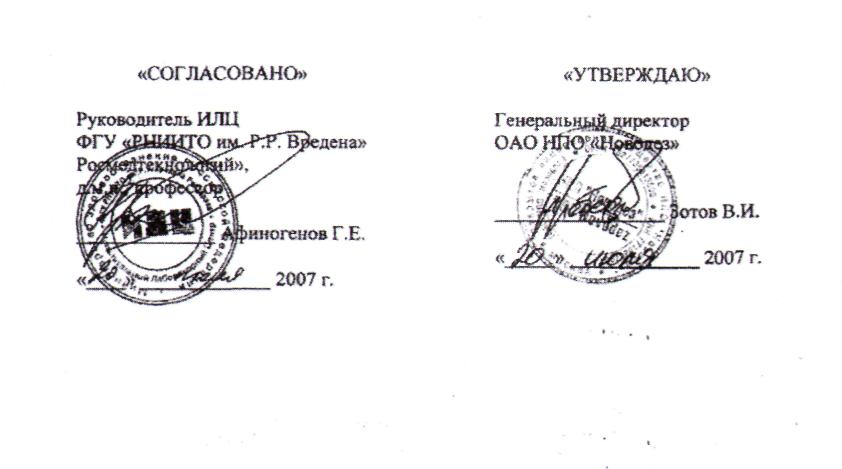 «СОГЛАСОВАНО»
Руководитель ИЛЦ
ФГУ «РНИИТО им. Р.Р. Вредена»
Росмедтехнологий»,
д.м.н., профессор
Афиногенов Г.Е.
« 2007 г.
«УТВЕРЖДАЮ»
Генеральный директор
ОАО НПО «Новодез»
Зотов В.И.
« 20 июня 2007 г.